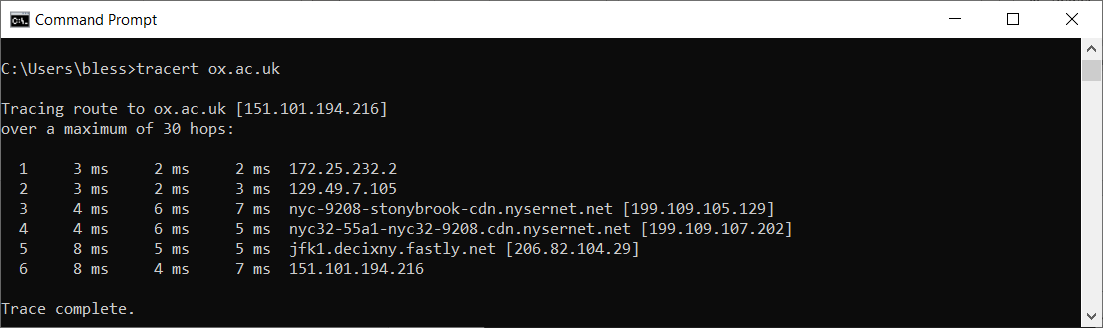 Command Prompt
C:\Users\bless>tracert ox.ac.uk
Tracing route to ox.ac.uk [151.101.194.216]
over a maximum of 30 hops:
1 3 ms 2 ms 2 ms 172.25.232.2
2 3 ms 2 ms 3 ms 129.49.7.105
3 4 ms 6 ms 7 ms nyc-9208-stonybrook-cdn.nysernet.net [199.109.105.129]
4 4 ms 6 ms 5 ms nyc32-55a1-nyc32-9208.cdn.nysernet.net [199.109.107.202]
5 8 ms 5 ms 5 ms jfk1.decixny.fastly.net [206.82.104.29]
6 8 ms 4 ms 7 ms 151.101.194.216
Trace complete.